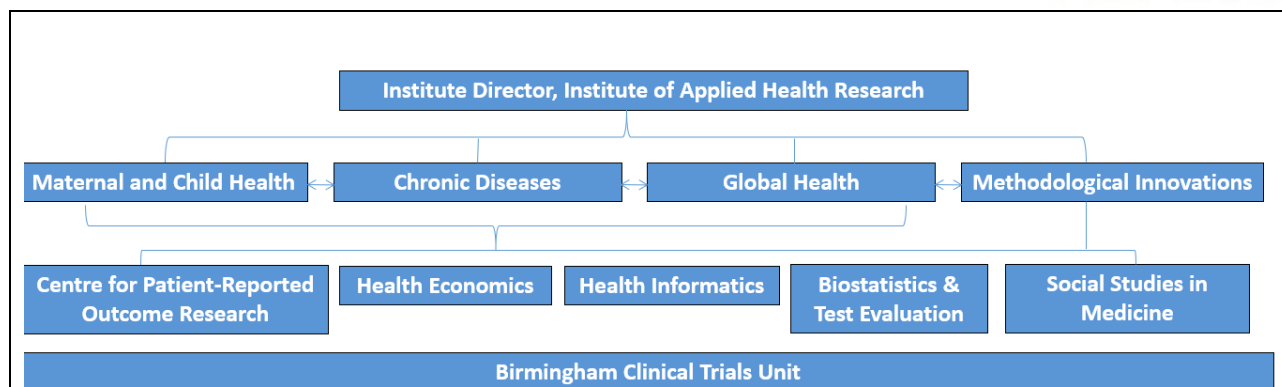 Institute Director, Institute of Applied Health Research
Maternal and Child Health
Chronic Diseases
Global Health
Methodological Innovations
Centre for Patient-Reported
Outcome Research
Health Economics
Health Informatics
Biostatistics &
Test Evaluation
Social Studies in
Medicine
Birmingham Clinical Trials Unit